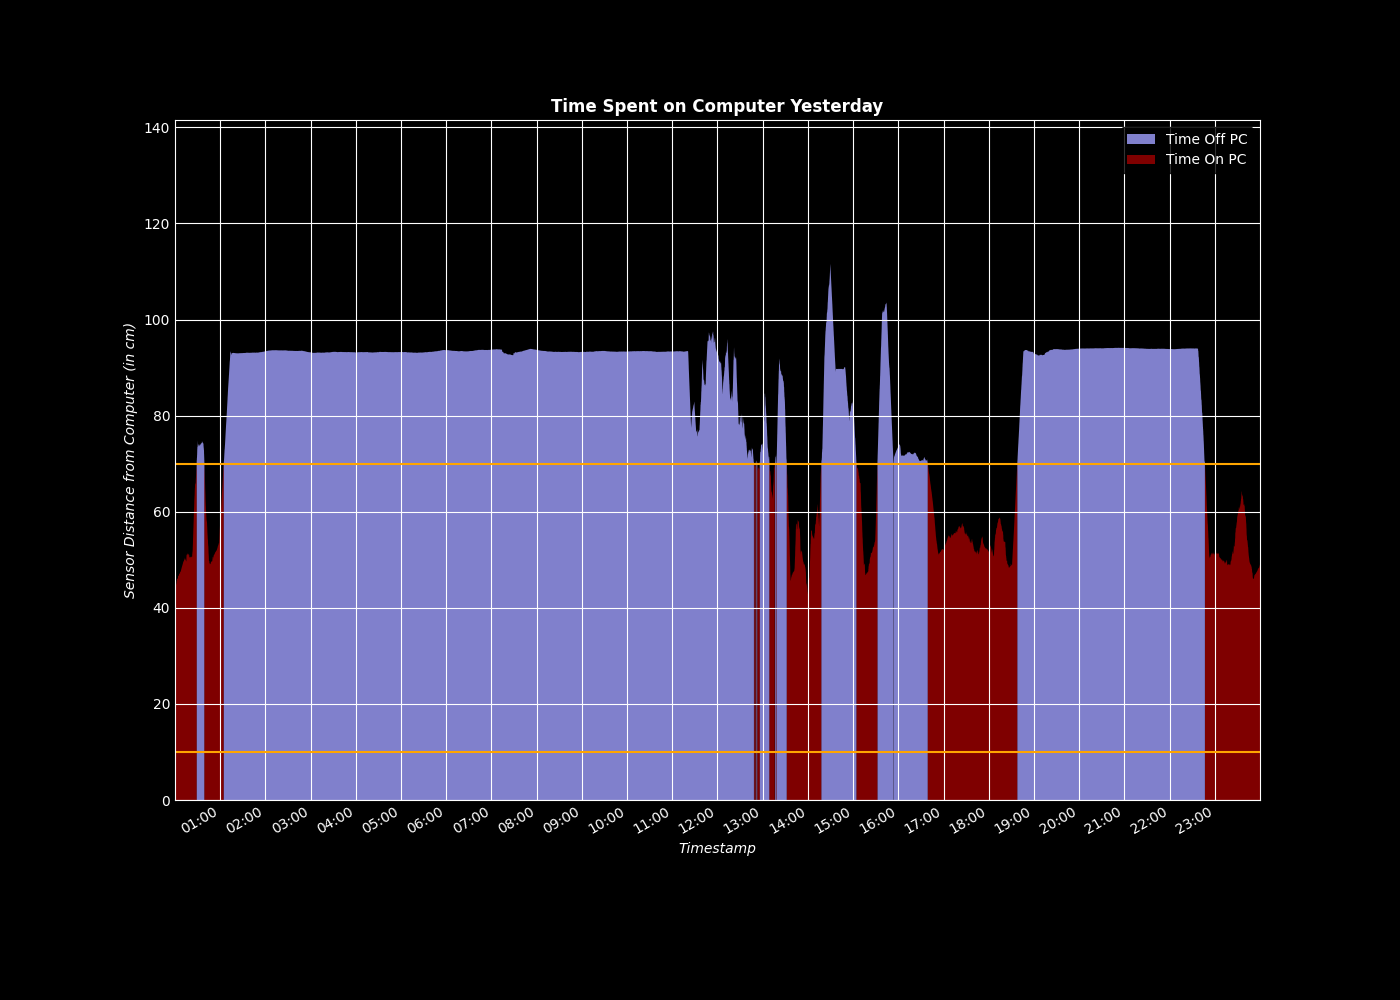 Time Spent on Computer Yesterday
Time Off PC
Time On PC
Sensor Distance from Computer (in cm)
140
120
100
80
60
40
20
0
01:00 02:00 03:00 04:00 05:00 06:00 07:00 08:00 09:00 10:00 11:00 12:00 13:00 14:00 15:00 16:00 17:00 18:00 19:00 20:00 21:00 22:00 23:00
Timestamp